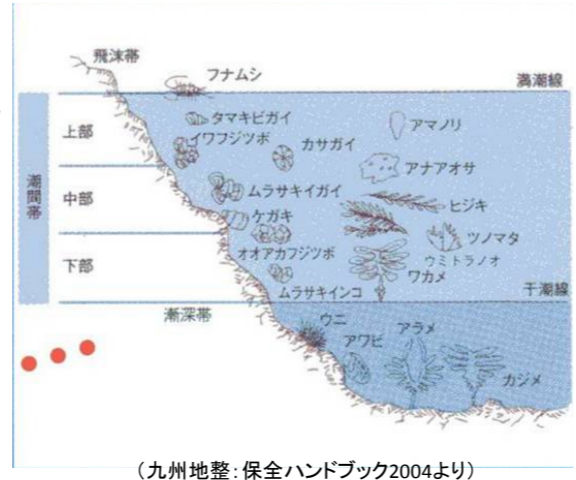 飛沫帯
フナムシ
満潮線
上部
タマキビガイ
イワフジツボ
カサガイ
アマノリ
アナアオサ
潮間帯
中部
ムラサキイガイ
ケガキ
ヒジキ
ツノマタ
ウミトラノオ
下部
オオアカフジツボ
ワカメ
ムラサキインコ
干潮線
漸深帯
ウニ
アワビ
アラメ
カジメ
(九州地整:保全ハンドブック2004より)